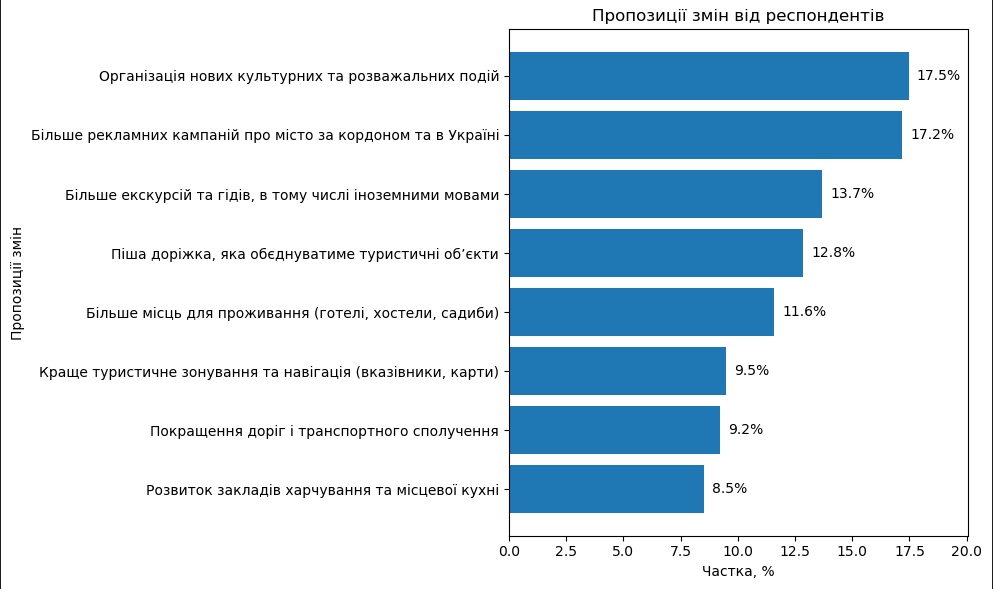 Пропозиції змін від респондентів
Організація нових культурних та розважальних подій
17.5%
Більше рекламних кампаній про місто за кордоном та в Україні
17.2%
Більше екскурсій та гідів, в тому числі іноземними мовами
13.7%
Піша доріжка, яка обєднуватиме туристичні об’єкти
12.8%
Більше місць для проживання (готелі, хостели, садиби)
11.6%
Краще туристичне зонування та навігація (вказівники, карти)
9.5%
Покращення доріг і транспортного сполучення
9.2%
Розвиток закладів харчування та місцевої кухні
8.5%
Пропозиції змін
0.0 2.5 5.0 7.5 10.0 12.5 15.0 17.5 20.0
Частка, %